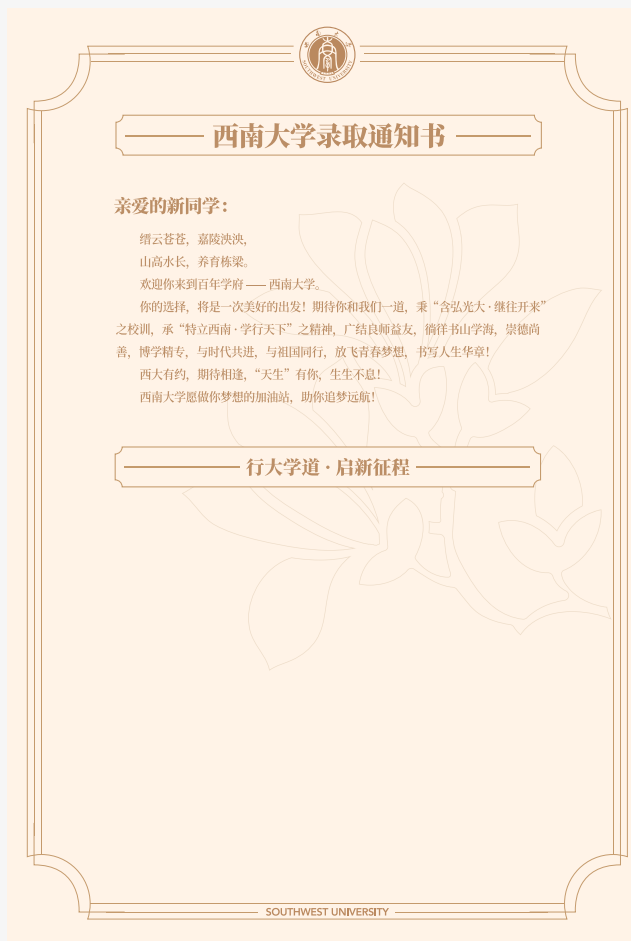 西南大学
SOUTHWEST UNIVERSITY
西南大学录取通知书
亲爱的新同学：
缙云苍苍，嘉陵泱泱，
山高水长，养育栋梁。
欢迎你来到百年学府 —— 西南大学。
你的选择，将是一次美好的出发！期待你和我们一道，秉“含弘光大 · 继往开来”
之校训，承“特立西南 · 学行天下”之精神，广结良师益友，徜徉书山学海，崇德尚
善，博学精专，与时代共进，与祖国同行，放飞青春梦想，书写人生华章！
西大有约，期待相逢，“天生”有你，生生不息！
西南大学愿做你梦想的加油站，助你追梦远航！
行大学道 · 启新征程
SOUTHWEST UNIVERSITY